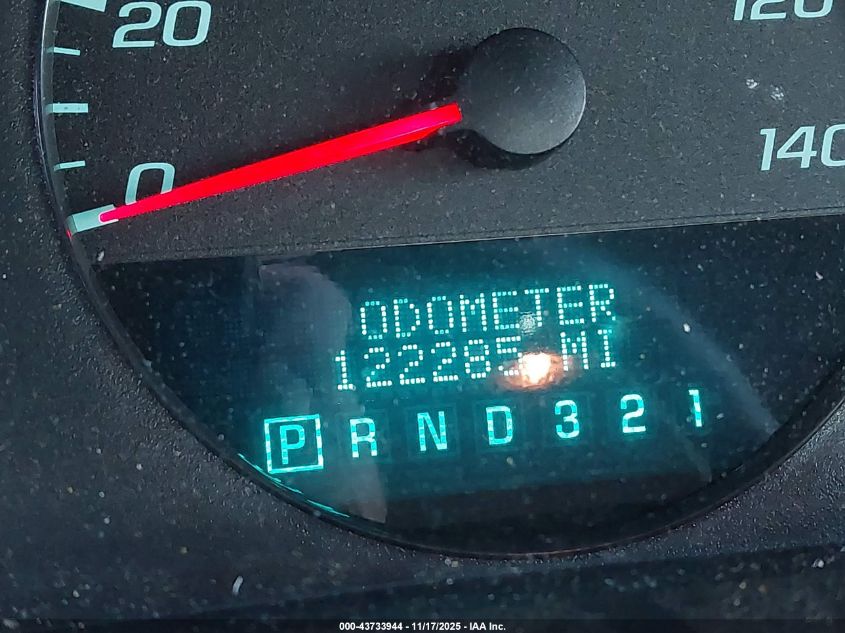 20
120
0
140
ODOMETER
122285 MI
P R N D 3 2 1
000-43733944 - 11/17/2025 - IAA Inc.